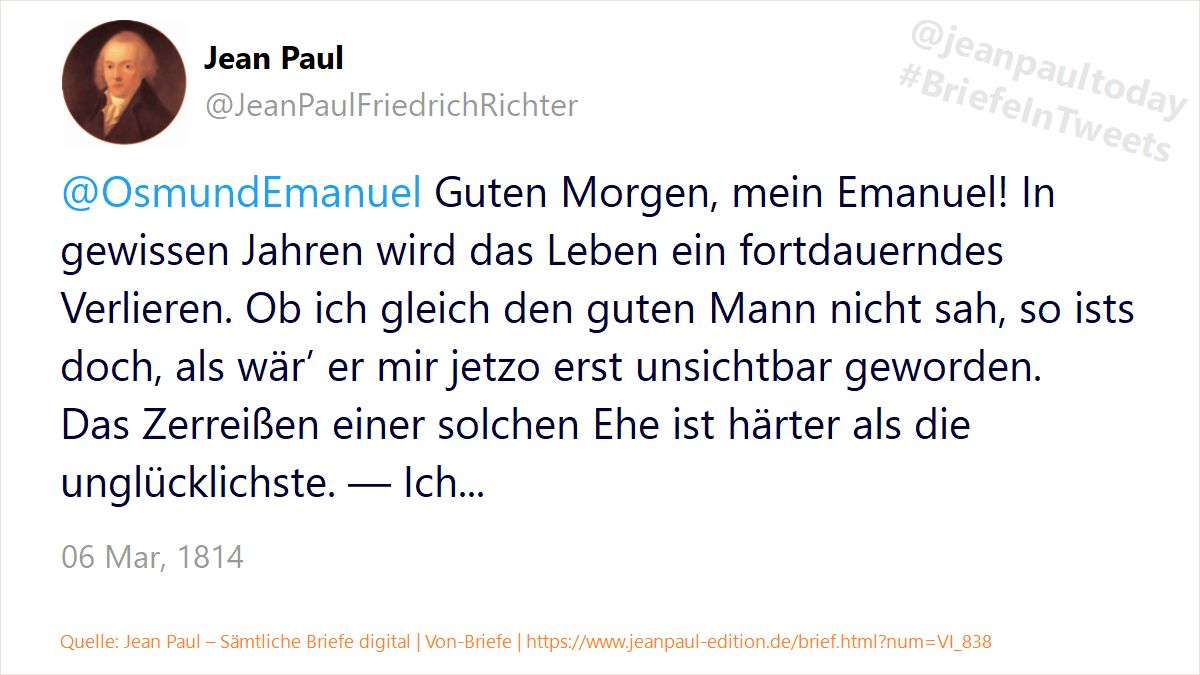 Jean Paul
@JeanPaulFriedrichRichter
@jeanpaultoday
#BriefeInTweets
@OsmundEmanuel Guten Morgen, mein Emanuel! In
gewissen Jahren wird das Leben ein fortdauerndes
Verlieren. Ob ich gleich den guten Mann nicht sah, so ists
doch, als wär’ er mir jetzo erst unsichtbar geworden.
Das Zerreißen einer solchen Ehe ist härter als die
unglücklichste. — Ich...
06 Mar, 1814
Quelle: Jean Paul – Sämtliche Briefe digital | Von-Briefe | https://www.jeanpaul-edition.de/brief.html?num=VI_838